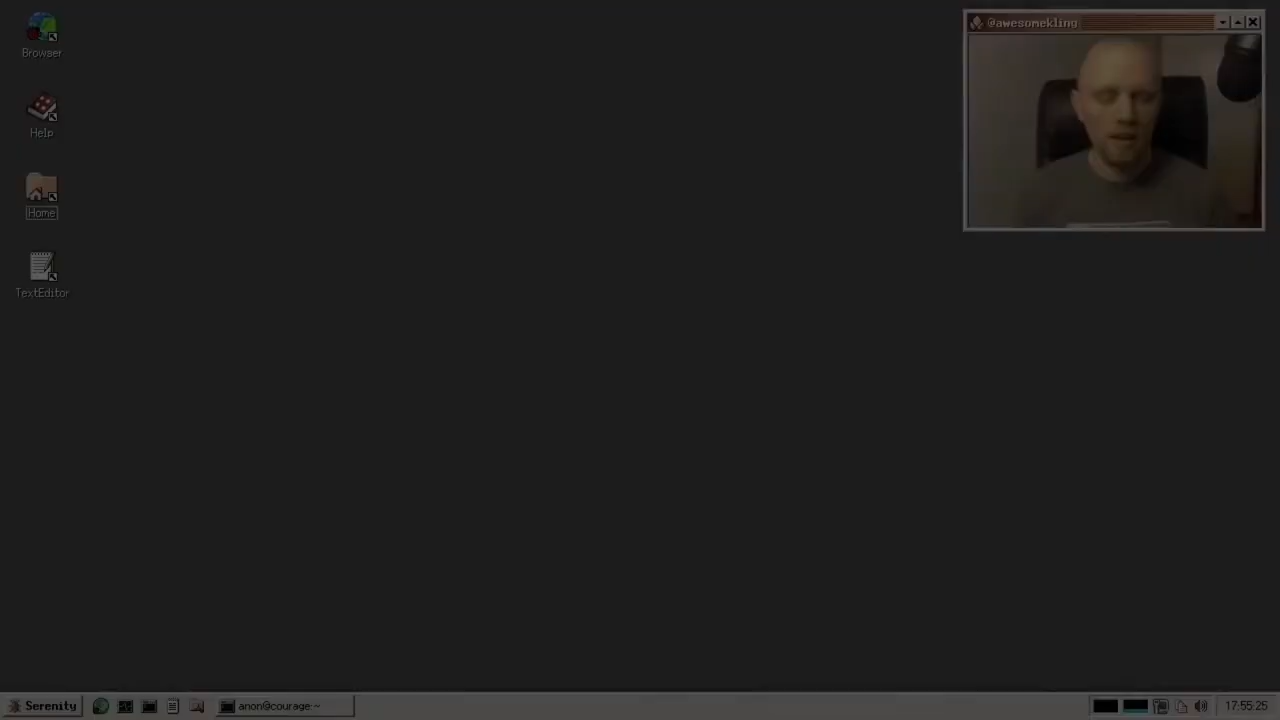 @awesomekling
Browser
Help
Home
TextEditor
Serenity
anon@courage:~
17:55:25